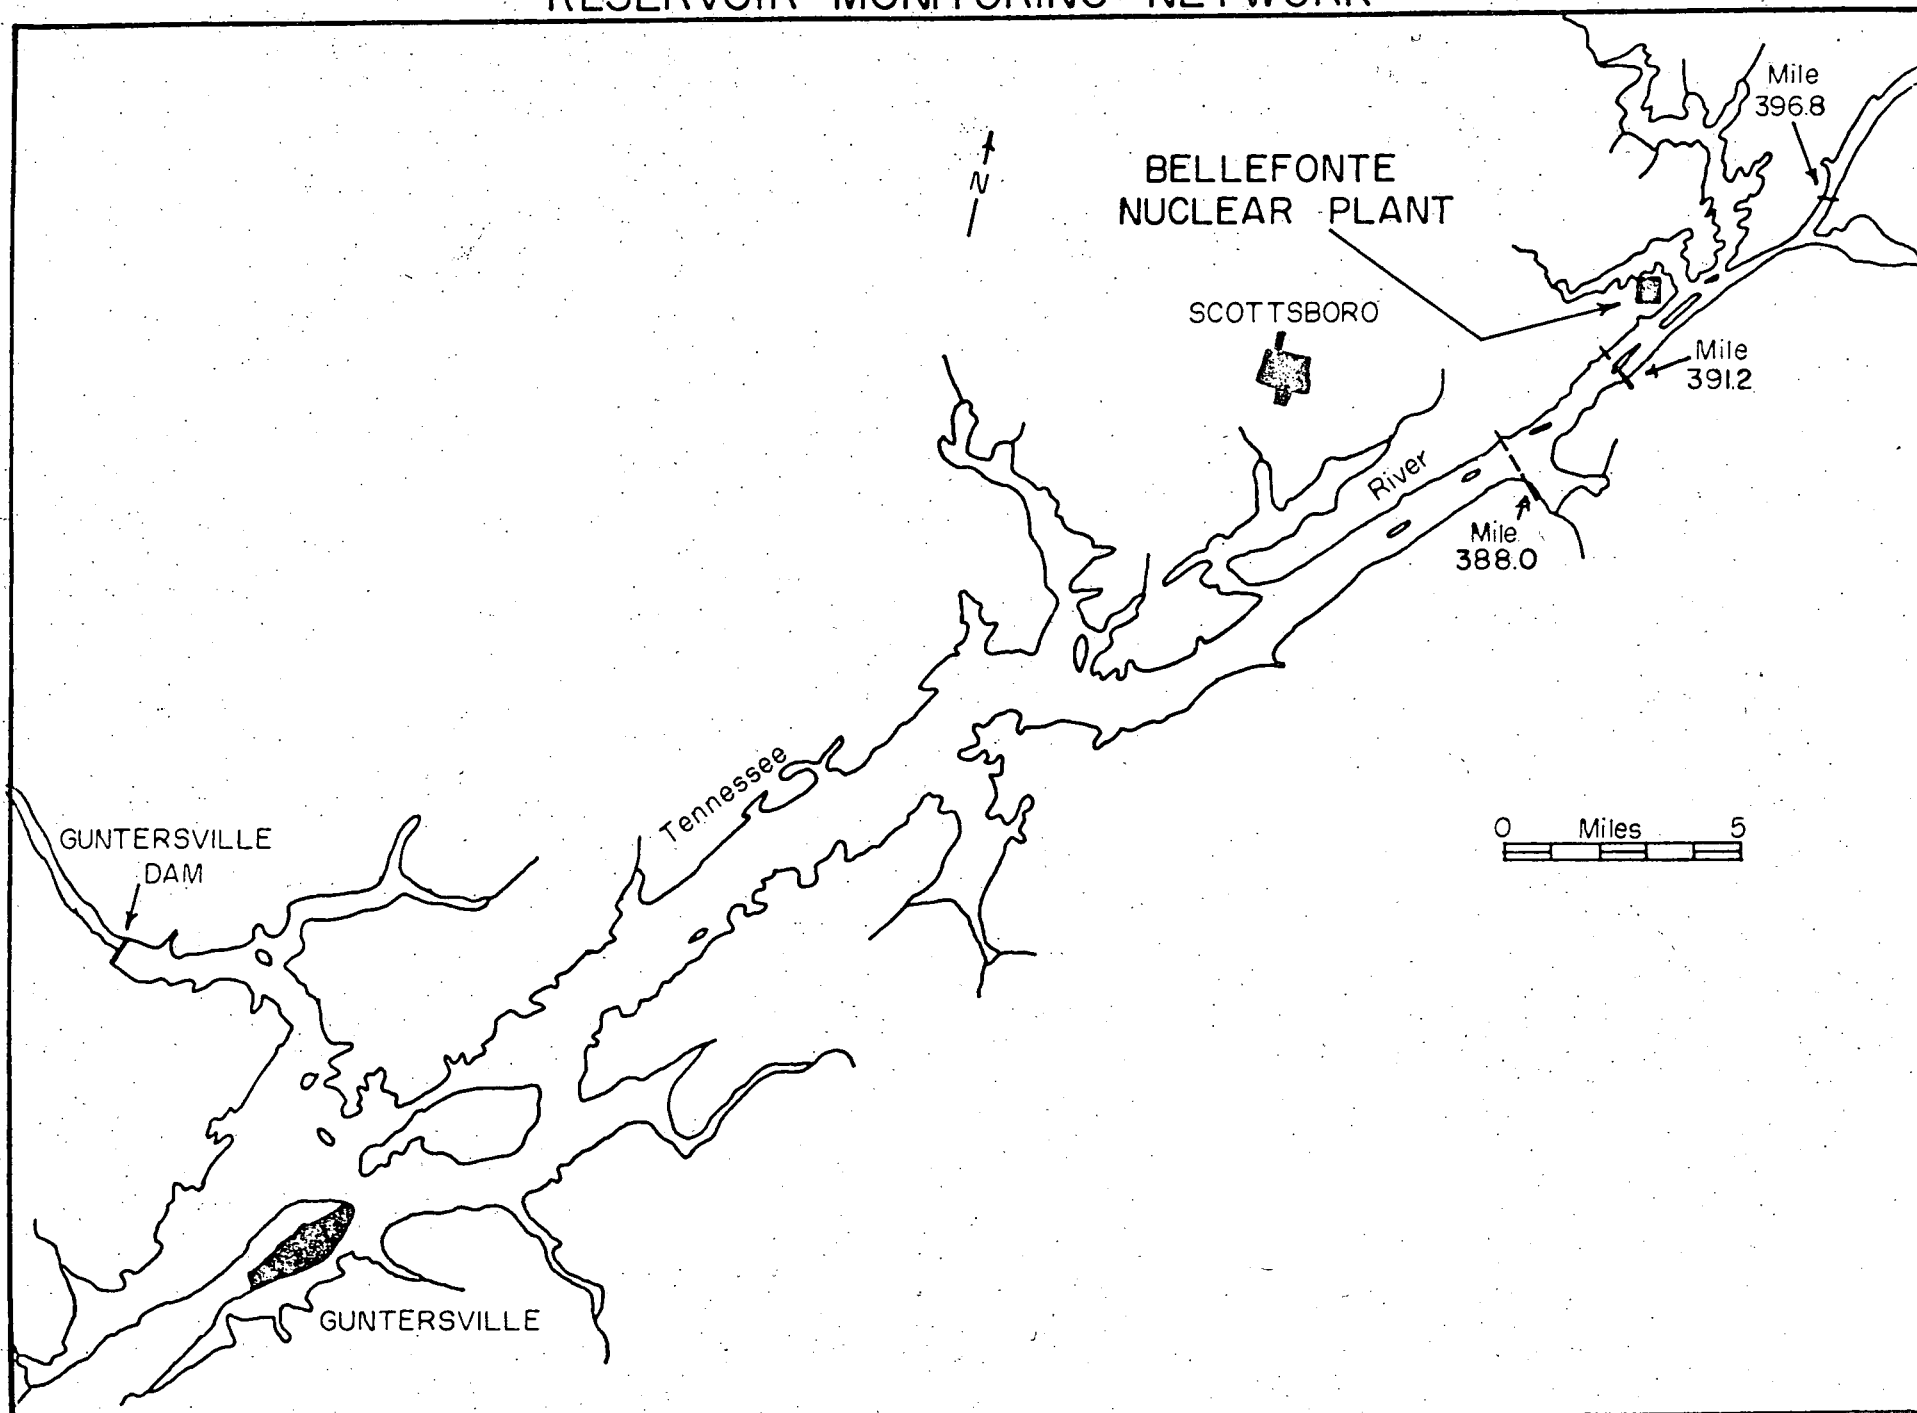 RESERVOIR MONITORING NETWORK
Mile
396.8
N
BELLEFONTE
NUCLEAR PLANT
SCOTTSBORO
Mile
391.2
River
Mile
388.0
Tennessee
0 Miles 5
GUNTERSVILLE
DAM
GUNTERSVILLE